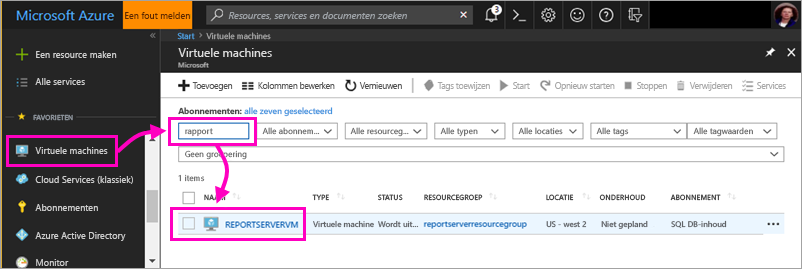 Microsoft Azure
Een fout melden
Resources, services en documenten zoeken
3
Een resource maken
Alle services
FAVORIETEN
Virtuele machines
Cloud Services (klassiek)
Abonnementen
Azure Active Directory
Monitor
Start > Virtuele machines
Virtuele machines
Microsoft
Toevoegen
Kolommen bewerken
Vernieuwen
Tags toewijzen
Start
Opnieuw starten
Stoppen
Verwijderen
Services
Abonnementen: alle zeven geselecteerd
rapport
Alle abonnem...
Alle resourceg...
Alle typen
Alle locaties
Alle tags
Alle tagwaarden
Geen groepering
1 items
NAAM TYPE STATUS RESOURCEGROEP LOCATIE ONDERHOUD ABONNEMENT
REPORTSERVERVM Virtuele machine Wordt uit... reportserverresourcegroup US - west 2 Niet gepland SQL DB-inhoud